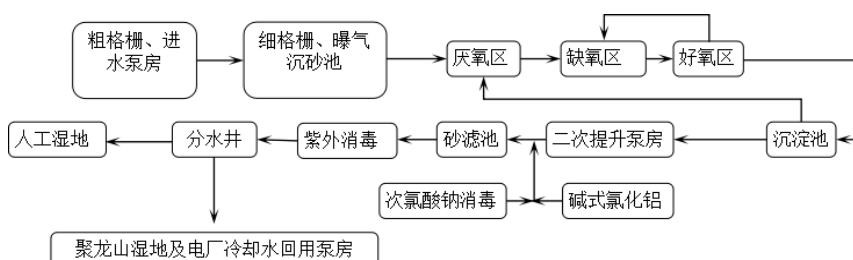 粗格栅、进
水泵房
细格栅、曝气
沉砂池
厌氧区
缺氧区
好氧区
人工湿地
分水井
紫外消毒
砂滤池
二次提升泵房
沉淀池
次氯酸钠消毒
碱式氯化铝
聚龙山湿地及电厂冷却水回用泵房